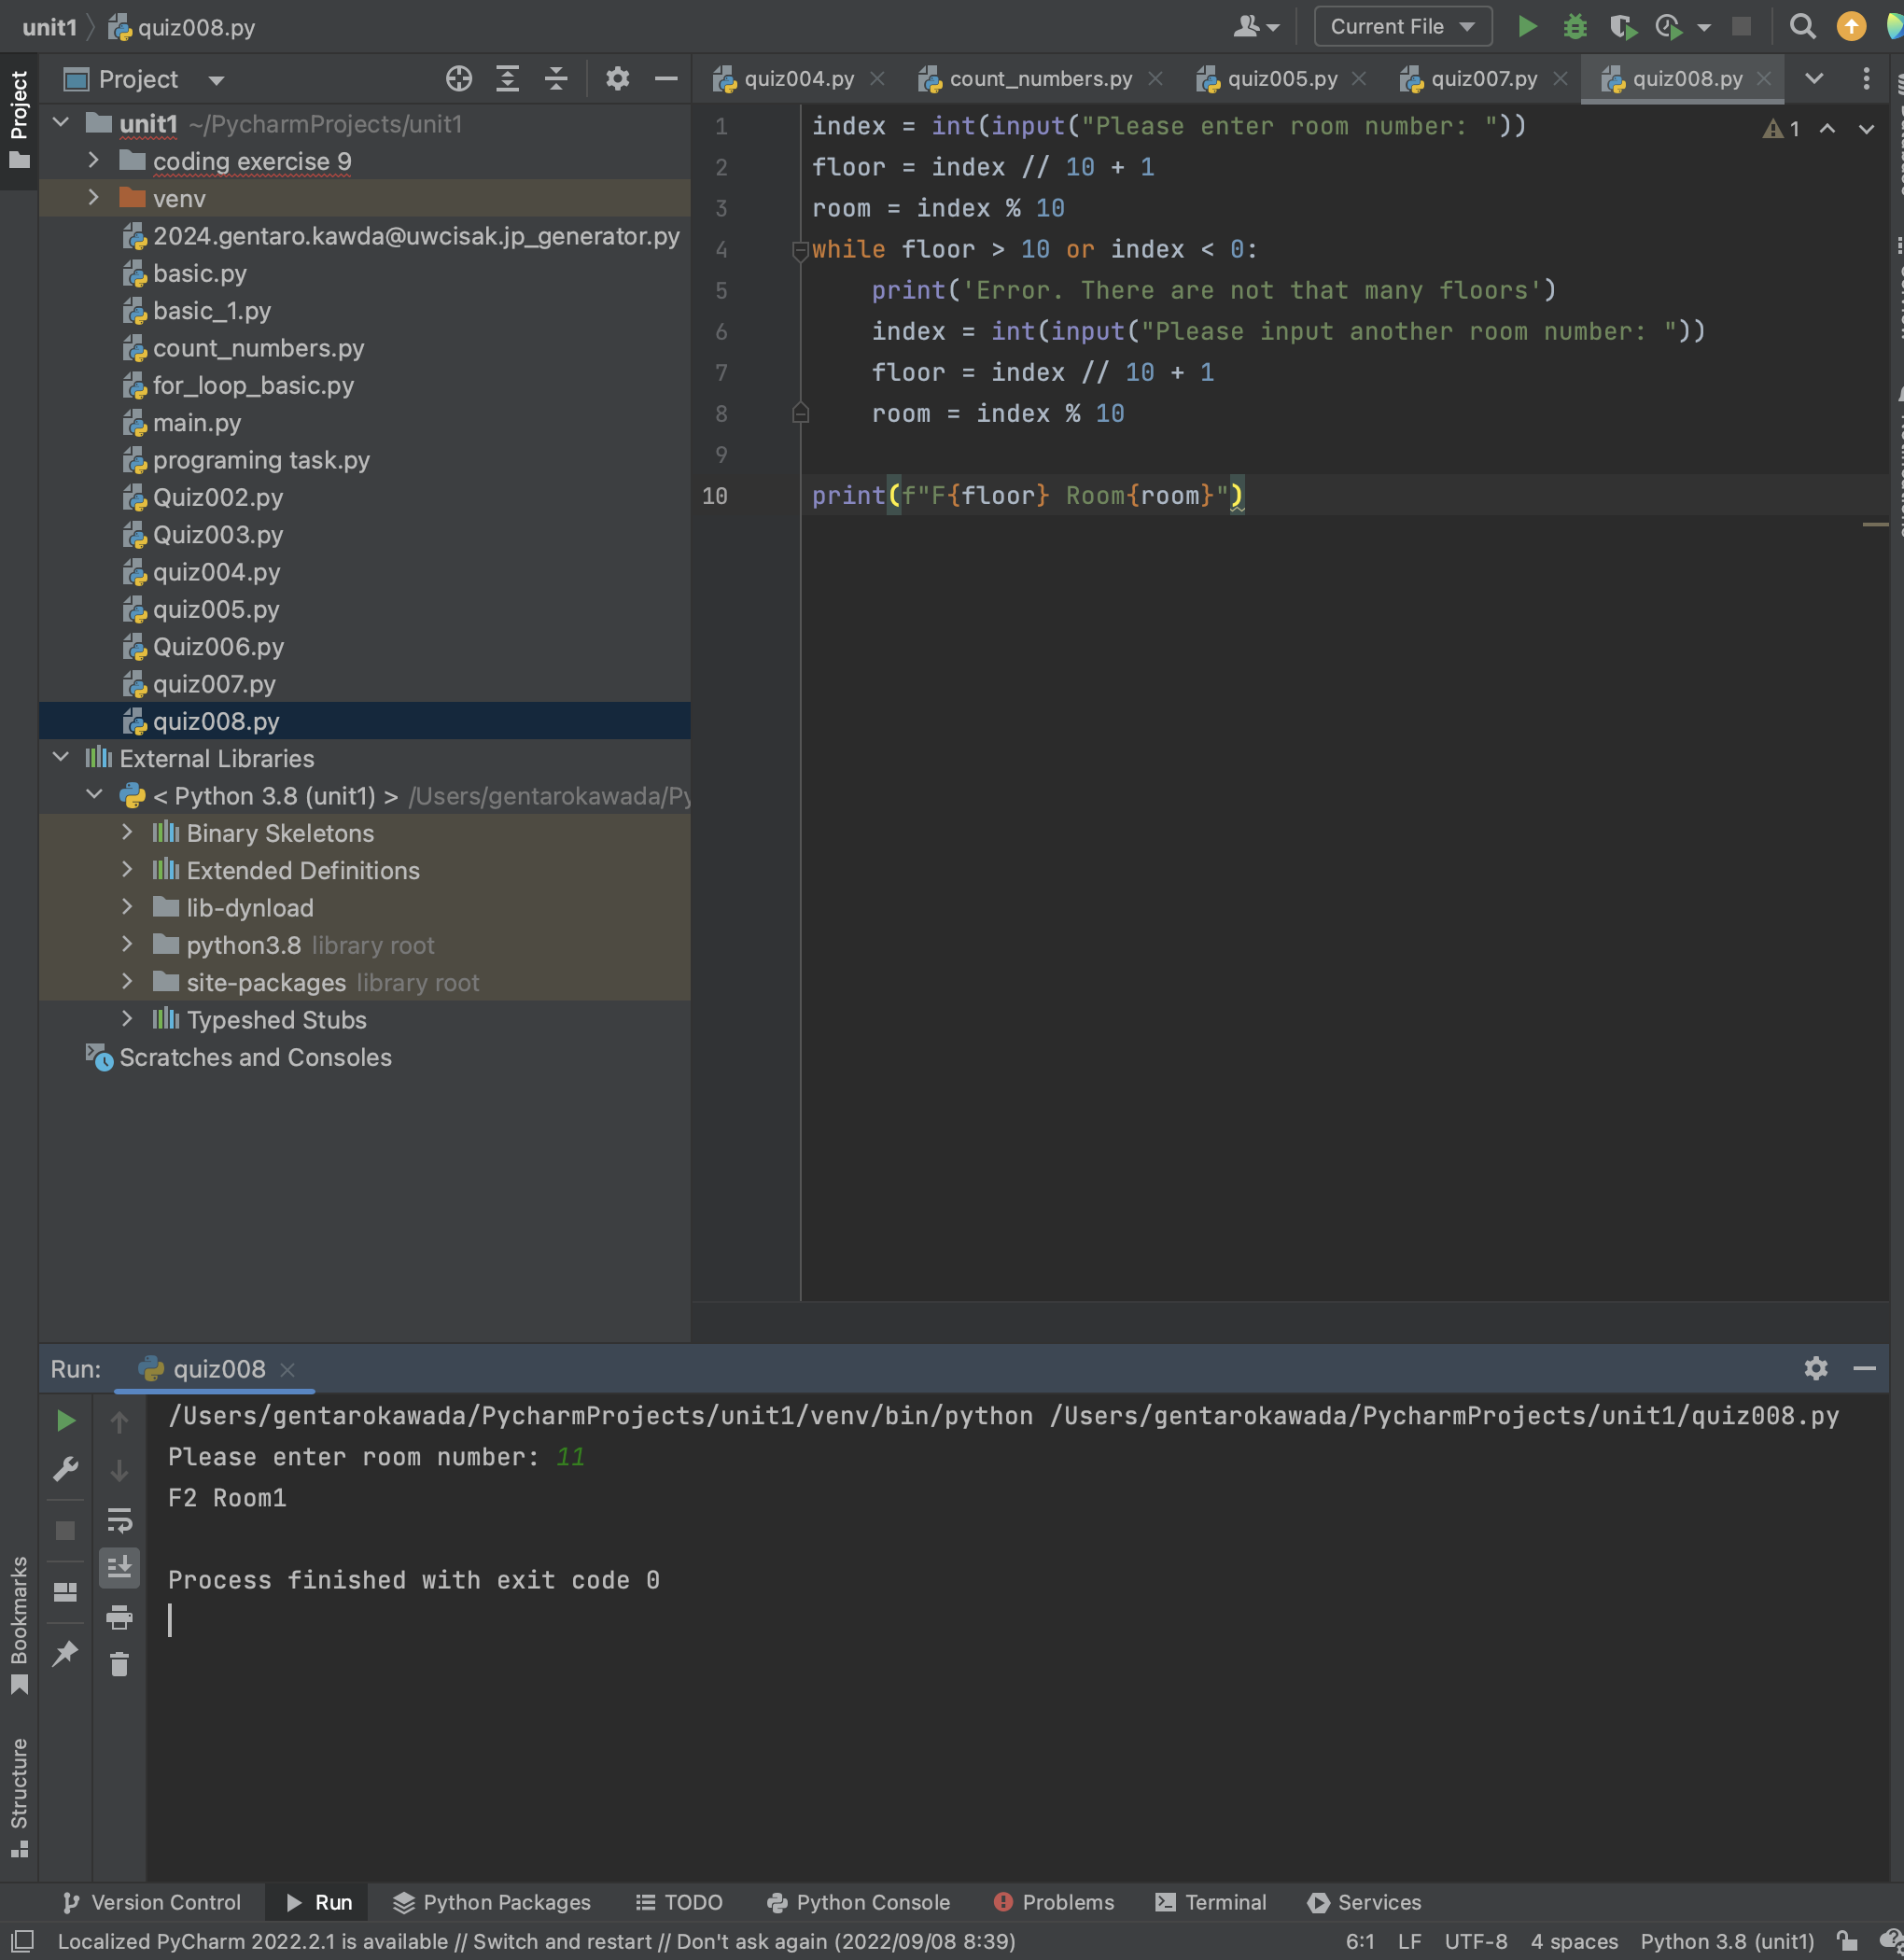 unit1 quiz008.py Current File
Project
Project
quiz004.py count_numbers.py quiz005.py quiz007.py quiz008.py
unit1 ~/PycharmProjects/unit1
coding exercise 9
venv
2024.gentaro.kawda@uwcisak.jp_generator.py
basic.py
basic_1.py
count_numbers.py
for_loop_basic.py
main.py
programing task.py
Quiz002.py
Quiz003.py
quiz004.py
quiz005.py
Quiz006.py
quiz007.py
quiz008.py
External Libraries
< Python 3.8 (unit1) > /Users/gentarokawada/Py
Binary Skeletons
Extended Definitions
lib-dynload
python3.8 library root
site-packages library root
Typeshed Stubs
Scratches and Consoles
1 index = int(input("Please enter room number: "))
2 floor = index // 10 + 1
3 room = index % 10
4 while floor > 10 or index < 0:
5 print('Error. There are not that many floors')
6 index = int(input("Please input another room number: "))
7 floor = index // 10 + 1
8 room = index % 10
9
10 print(f"F{floor} Room{room}")
1
Run: quiz008
/Users/gentarokawada/PycharmProjects/unit1/venv/bin/python /Users/gentarokawada/PycharmProjects/unit1/quiz008.py
Please enter room number: 11
F2 Room1
Process finished with exit code 0
Bookmarks
Structure
Version Control Run Python Packages TODO Python Console Problems Terminal Services
Localized PyCharm 2022.2.1 is available // Switch and restart // Don't ask again (2022/09/08 8:39) 6:1 LF UTF-8 4 spaces Python 3.8 (unit1)